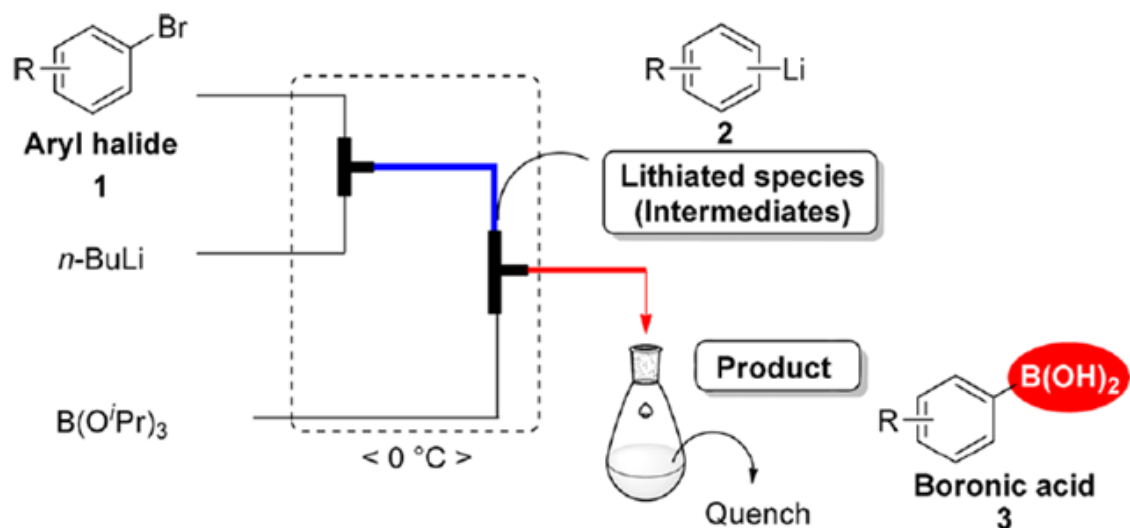 Br
R
Aryl halide
1
n-BuLi
B(OⁱPr)₃
< 0 °C >
R
Li
2
Lithiated species
(Intermediates)
Product
Quench
B(OH)₂
R
Boronic acid
3